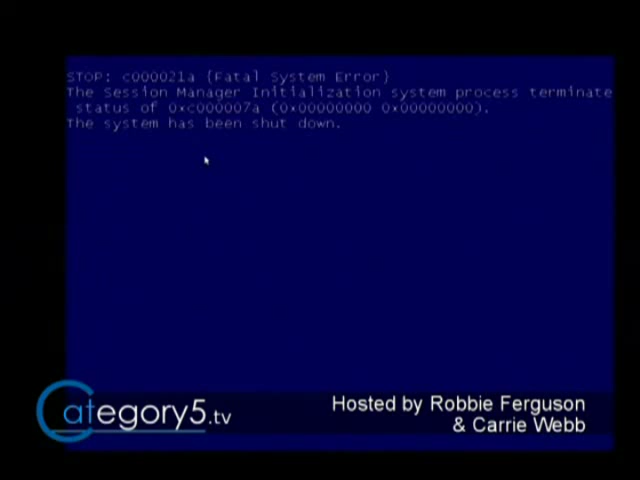 STOP: c000021a {Fatal System Error}
The Session Manager Initialization system process terminate
status of 0xc000007a (0x00000000 0x00000000).
The system has been shut down.
Category5.tv
Hosted by Robbie Ferguson
& Carrie Webb